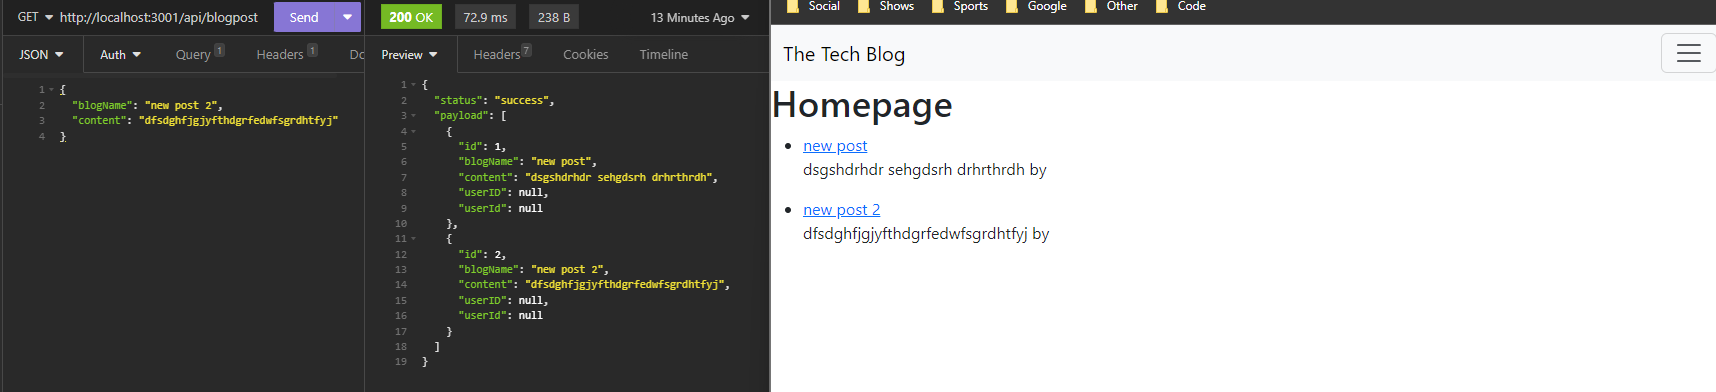 GET http://localhost:3001/api/blogpost Send
JSON Auth Query 1 Headers 1 Do
1 {
2 "blogName": "new post 2",
3 "content": "dfsdghfjgjyfthdgrfedwfsgrdhtfyj"
4 }
200 OK 72.9 ms 238 B 13 Minutes Ago
Preview Headers 7 Cookies Timeline
1 {
2 "status": "success",
3 "payload": [
4 {
5 "id": 1,
6 "blogName": "new post",
7 "content": "dsgshdrhdr sehgdsrh drhrthrdh",
8 "userID": null,
9 "userId": null
10 },
11 {
12 "id": 2,
13 "blogName": "new post 2",
14 "content": "dfsdghfjgjyfthdgrfedwfsgrdhtfyj",
15 "userID": null,
16 "userId": null
17 }
18 ]
19 }
Social Shows Sports Google Other Code
The Tech Blog
Homepage
new post
dsgshdrhdr sehgdsrh drhrthrdh by
new post 2
dfsdghfjgjyfthdgrfedwfsgrdhtfyj by